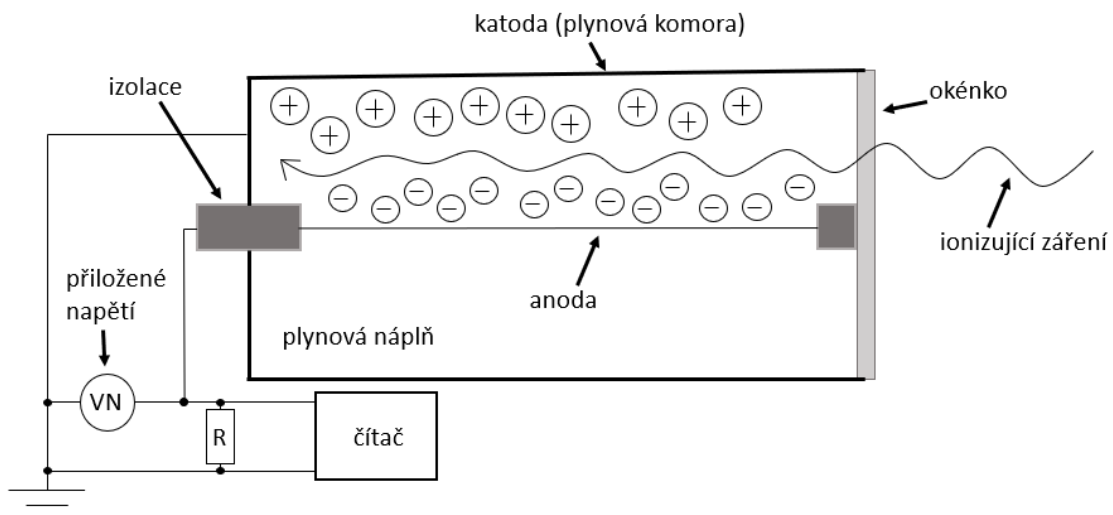 katoda (plynová komora)
izolace
okénko
+ + + + + + + + + +
− − − − − − − − − − − −
ionizující záření
přiložené
napětí
anoda
plynová náplň
VN
R
čítač